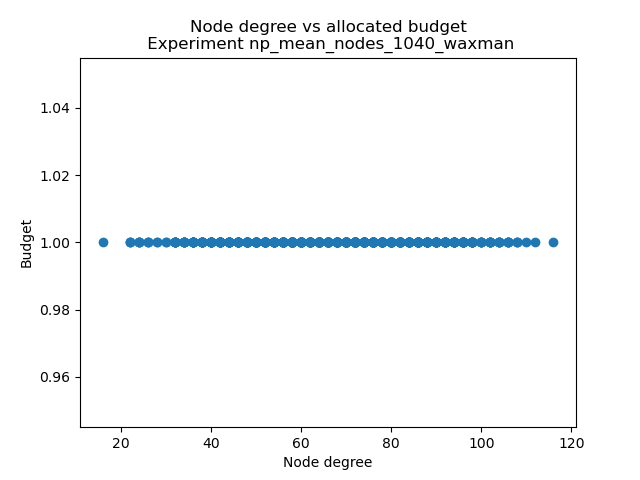 Node degree vs allocated budget
Experiment np_mean_nodes_1040_waxman
1.04
1.02
1.00
0.98
0.96
Budget
20 40 60 80 100 120
Node degree